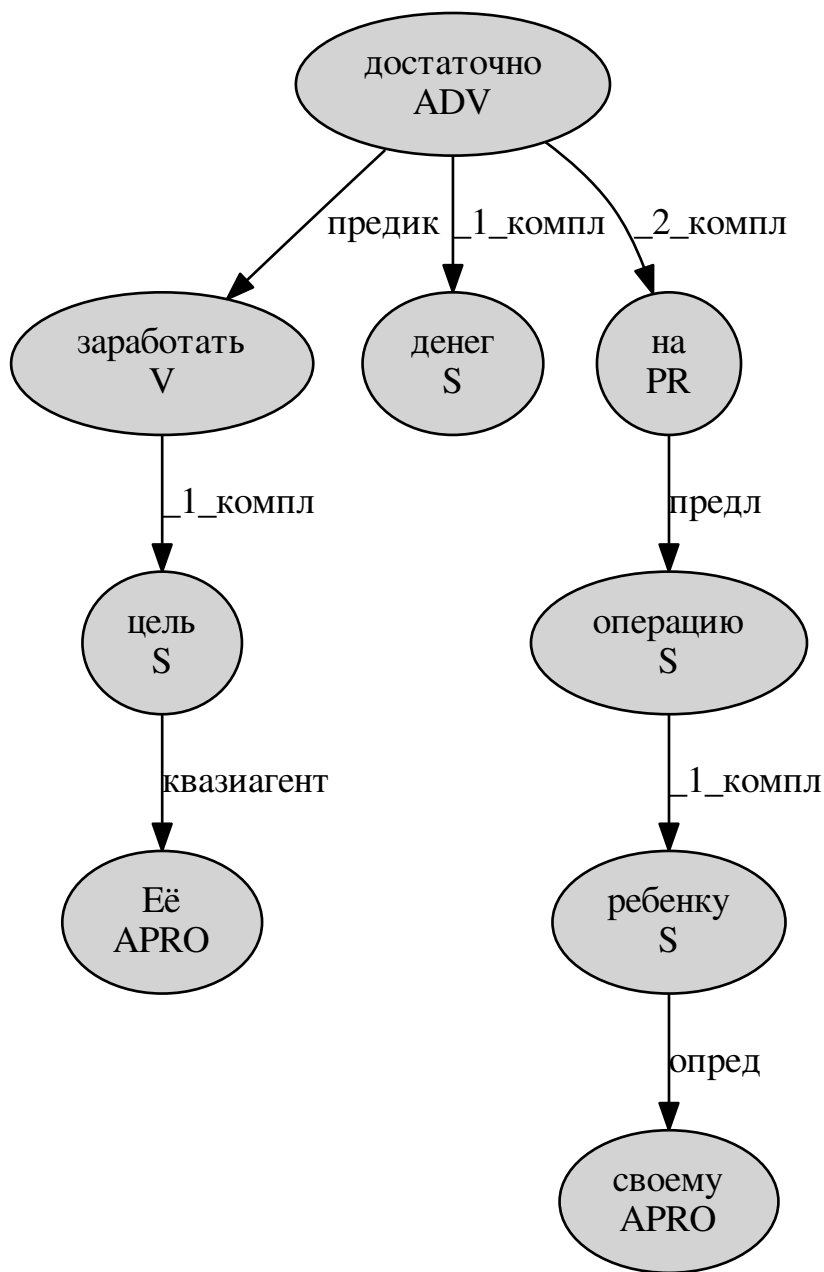 достаточно
ADV
предик
_1_компл
_2_компл
заработать
V
денег
S
на
PR
_1_компл
предл
цель
S
операцию
S
квазиагент
_1_компл
Её
APRO
ребенку
S
опред
своему
APRO